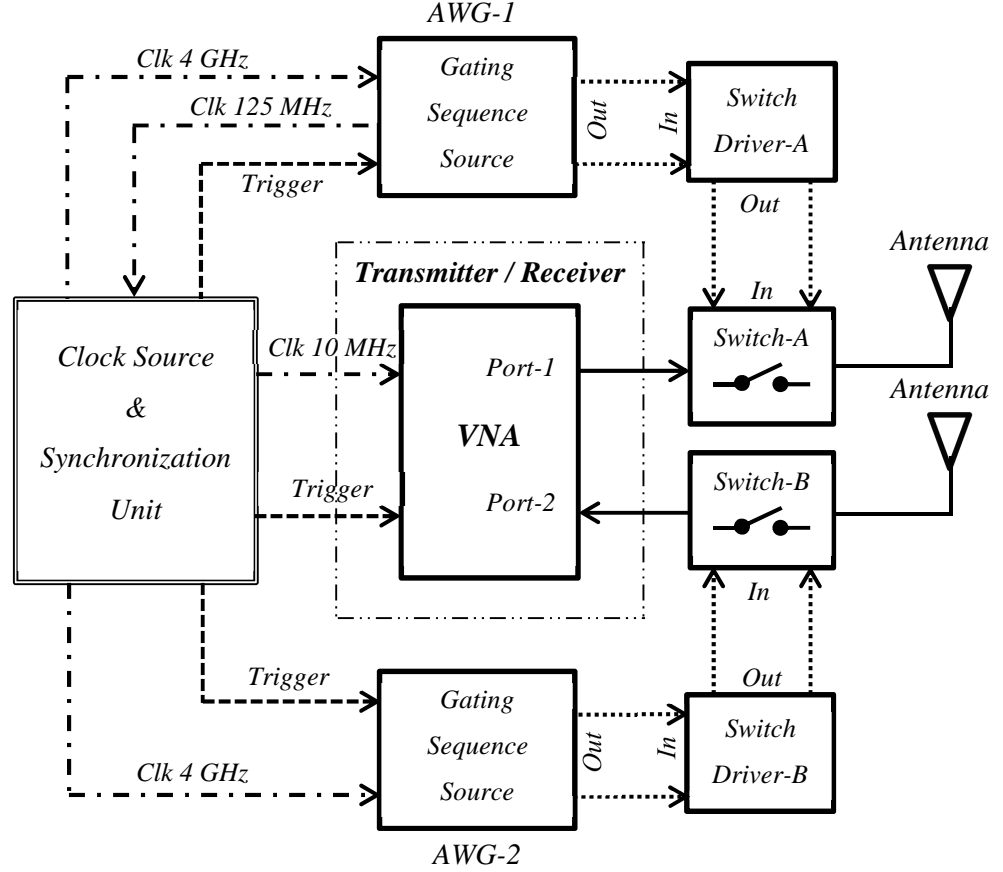 AWG-1
Clk 4 GHz
Clk 125 MHz
Trigger
Gating
Sequence
Source
Out
In
Switch
Driver-A
Out
In
Antenna
Transmitter / Receiver
Clock Source
&
Synchronization
Unit
Clk 10 MHz
Trigger
Port-1
VNA
Port-2
Switch-A
Antenna
Switch-B
In
Out
Trigger
Clk 4 GHz
Gating
Sequence
Source
Out
In
Switch
Driver-B
AWG-2